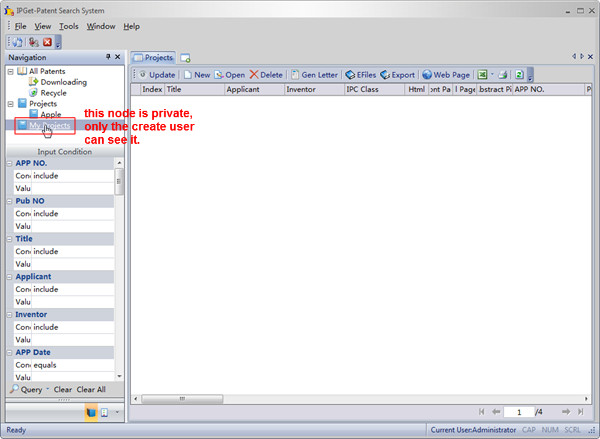 IPGet-Patent Search System
File View Tools Window Help
Navigation
All Patents
Downloading
Recycle
Projects
Apple
My Projects
this node is private,
only the create user
can see it.
Input Condition
APP NO.
Con include
Valu
Pub NO
Con include
Valu
Title
Con include
Valu
Applicant
Con include
Valu
Inventor
Con include
Valu
APP Date
Con equals
Valu
Query Clear Clear All
Projects
Update New Open Delete Gen Letter EFiles Export Web Page
Index Title Applicant Inventor IPC Class Html ont Pa l Page bstract Pi APP NO. P
1 /4
Ready
Current User:Administrator CAP NUM SCRL